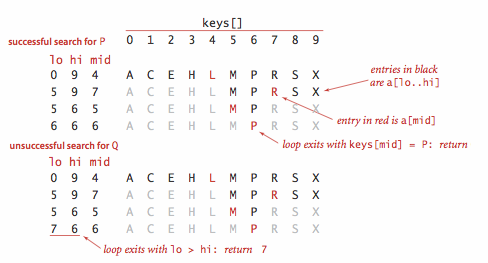 keys[]
successful search for P 0 1 2 3 4 5 6 7 8 9
lo hi mid
0 9 4 A C E H L M P R S X
entries in black are a[lo..hi]
5 9 7 A C E H L M P R S X
5 6 5 A C E H L M P R S X
entry in red is a[mid]
6 6 6 A C E H L M P R S X
loop exits with keys[mid] = P: return
unsuccessful search for Q
lo hi mid
0 9 4 A C E H L M P R S X
5 9 7 A C E H L M P R S X
5 6 5 A C E H L M P R S X
7 6 6 A C E H L M P R S X
loop exits with lo > hi: return 7